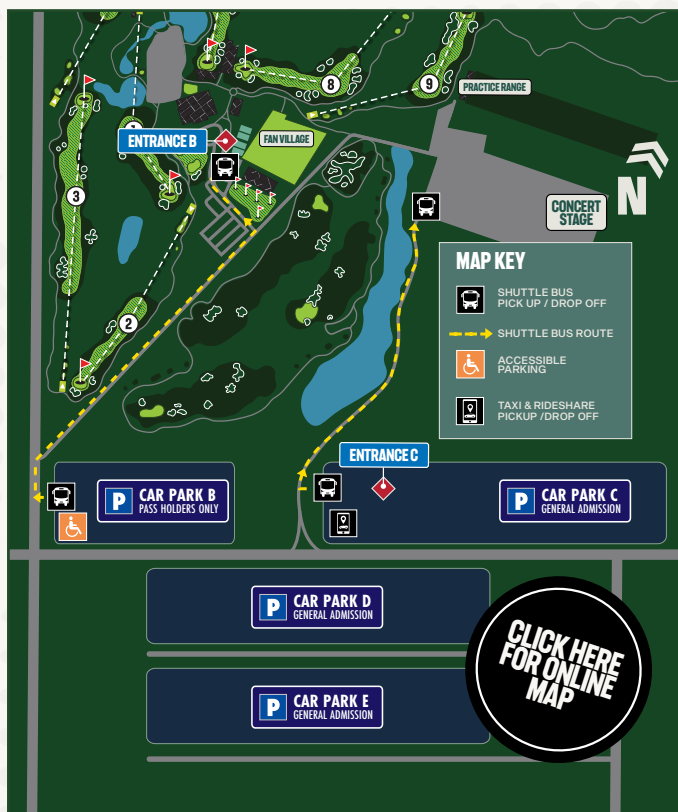 8
9
PRACTICE RANGE
1
ENTRANCE B
FAN VILLAGE
3
N
CONCERT
STAGE
MAP KEY
SHUTTLE BUS
PICK UP / DROP OFF
SHUTTLE BUS ROUTE
ACCESSIBLE
PARKING
TAXI & RIDESHARE
PICKUP /DROP OFF
2
ENTRANCE C
P
CAR PARK B
PASS HOLDERS ONLY
P
CAR PARK C
GENERAL ADMISSION
P
CAR PARK D
GENERAL ADMISSION
CLICK HERE
FOR ONLINE
MAP
P
CAR PARK E
GENERAL ADMISSION